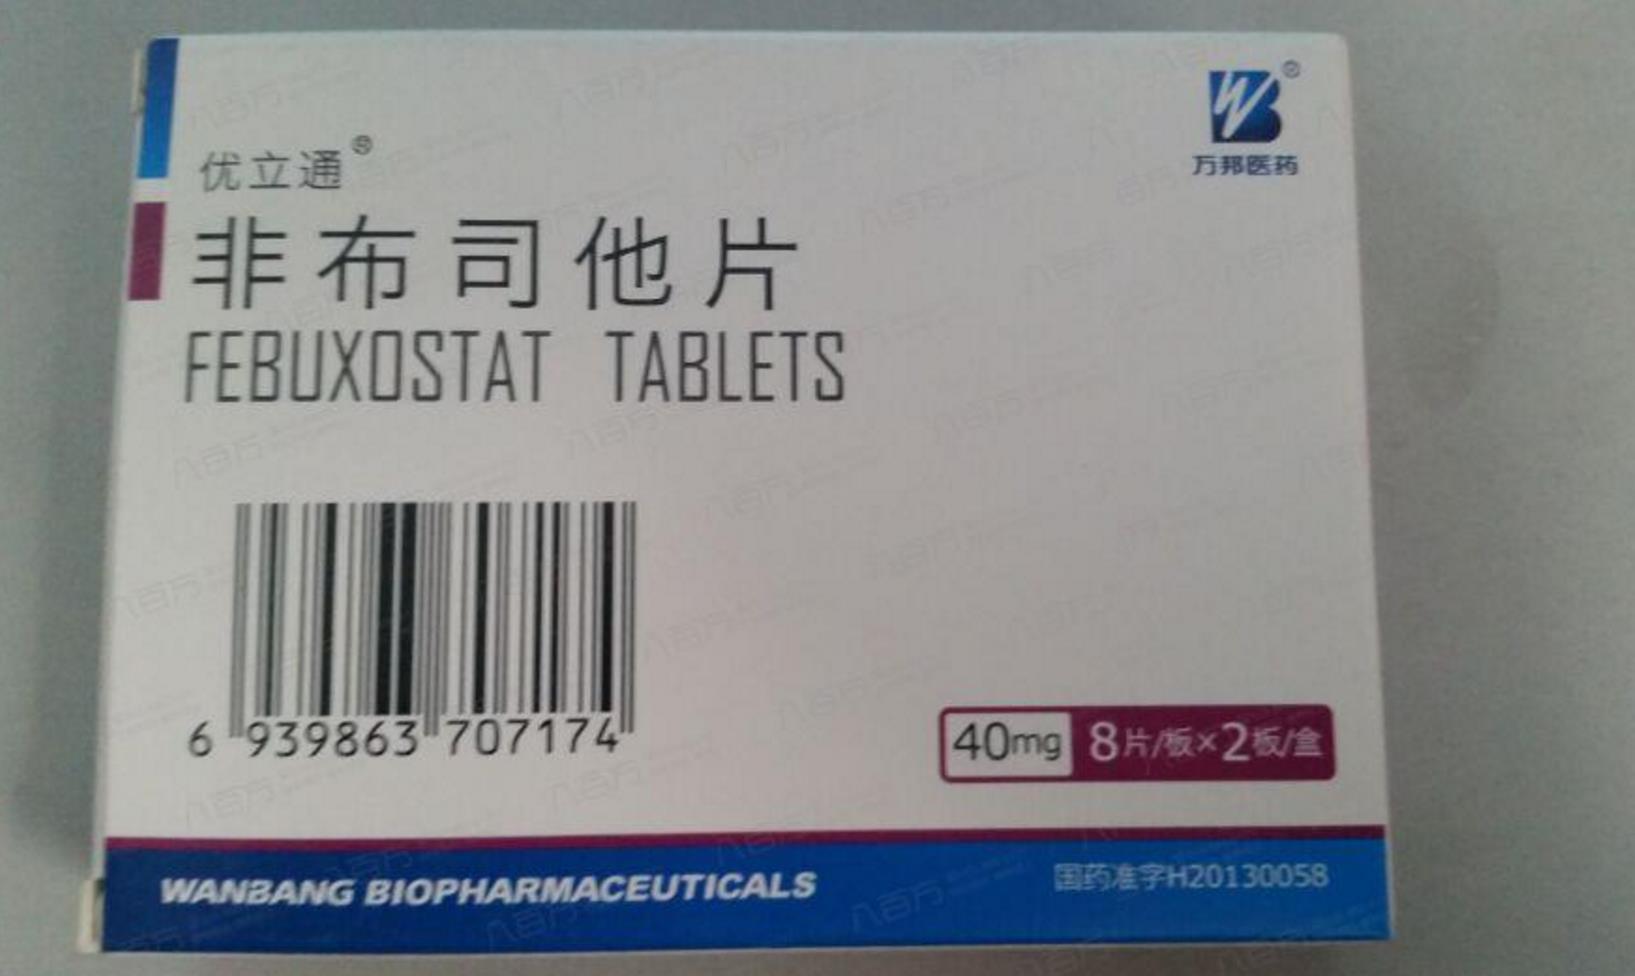 优立通®
万邦医药
非布司他片
FEBUXOSTAT TABLETS
6 939863 707174
40mg 8片/板×2板/盒
WANBANG BIOPHARMACEUTICALS
国药准字H20130058